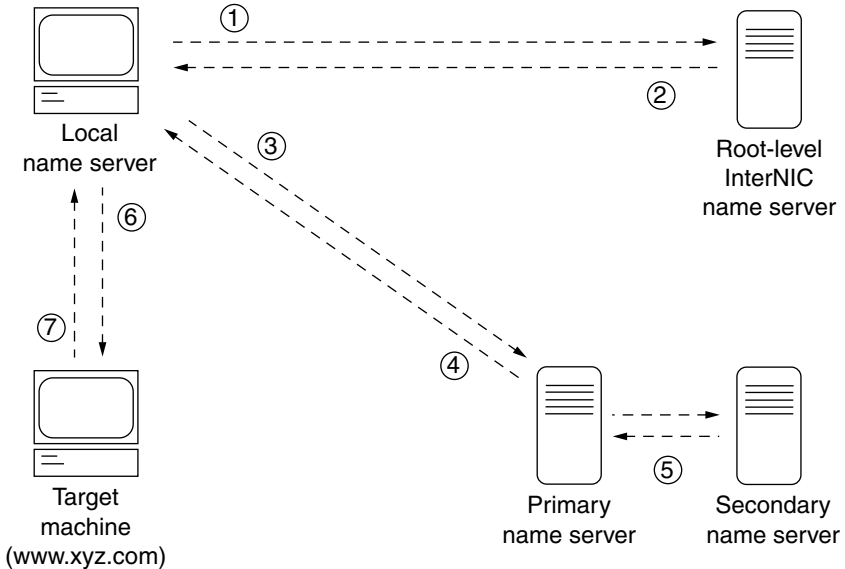 ①
②
Local
name server
Root-level
InterNIC
name server
③
⑥
⑦
④
⑤
Target
machine
(www.xyz.com)
Primary
name server
Secondary
name server